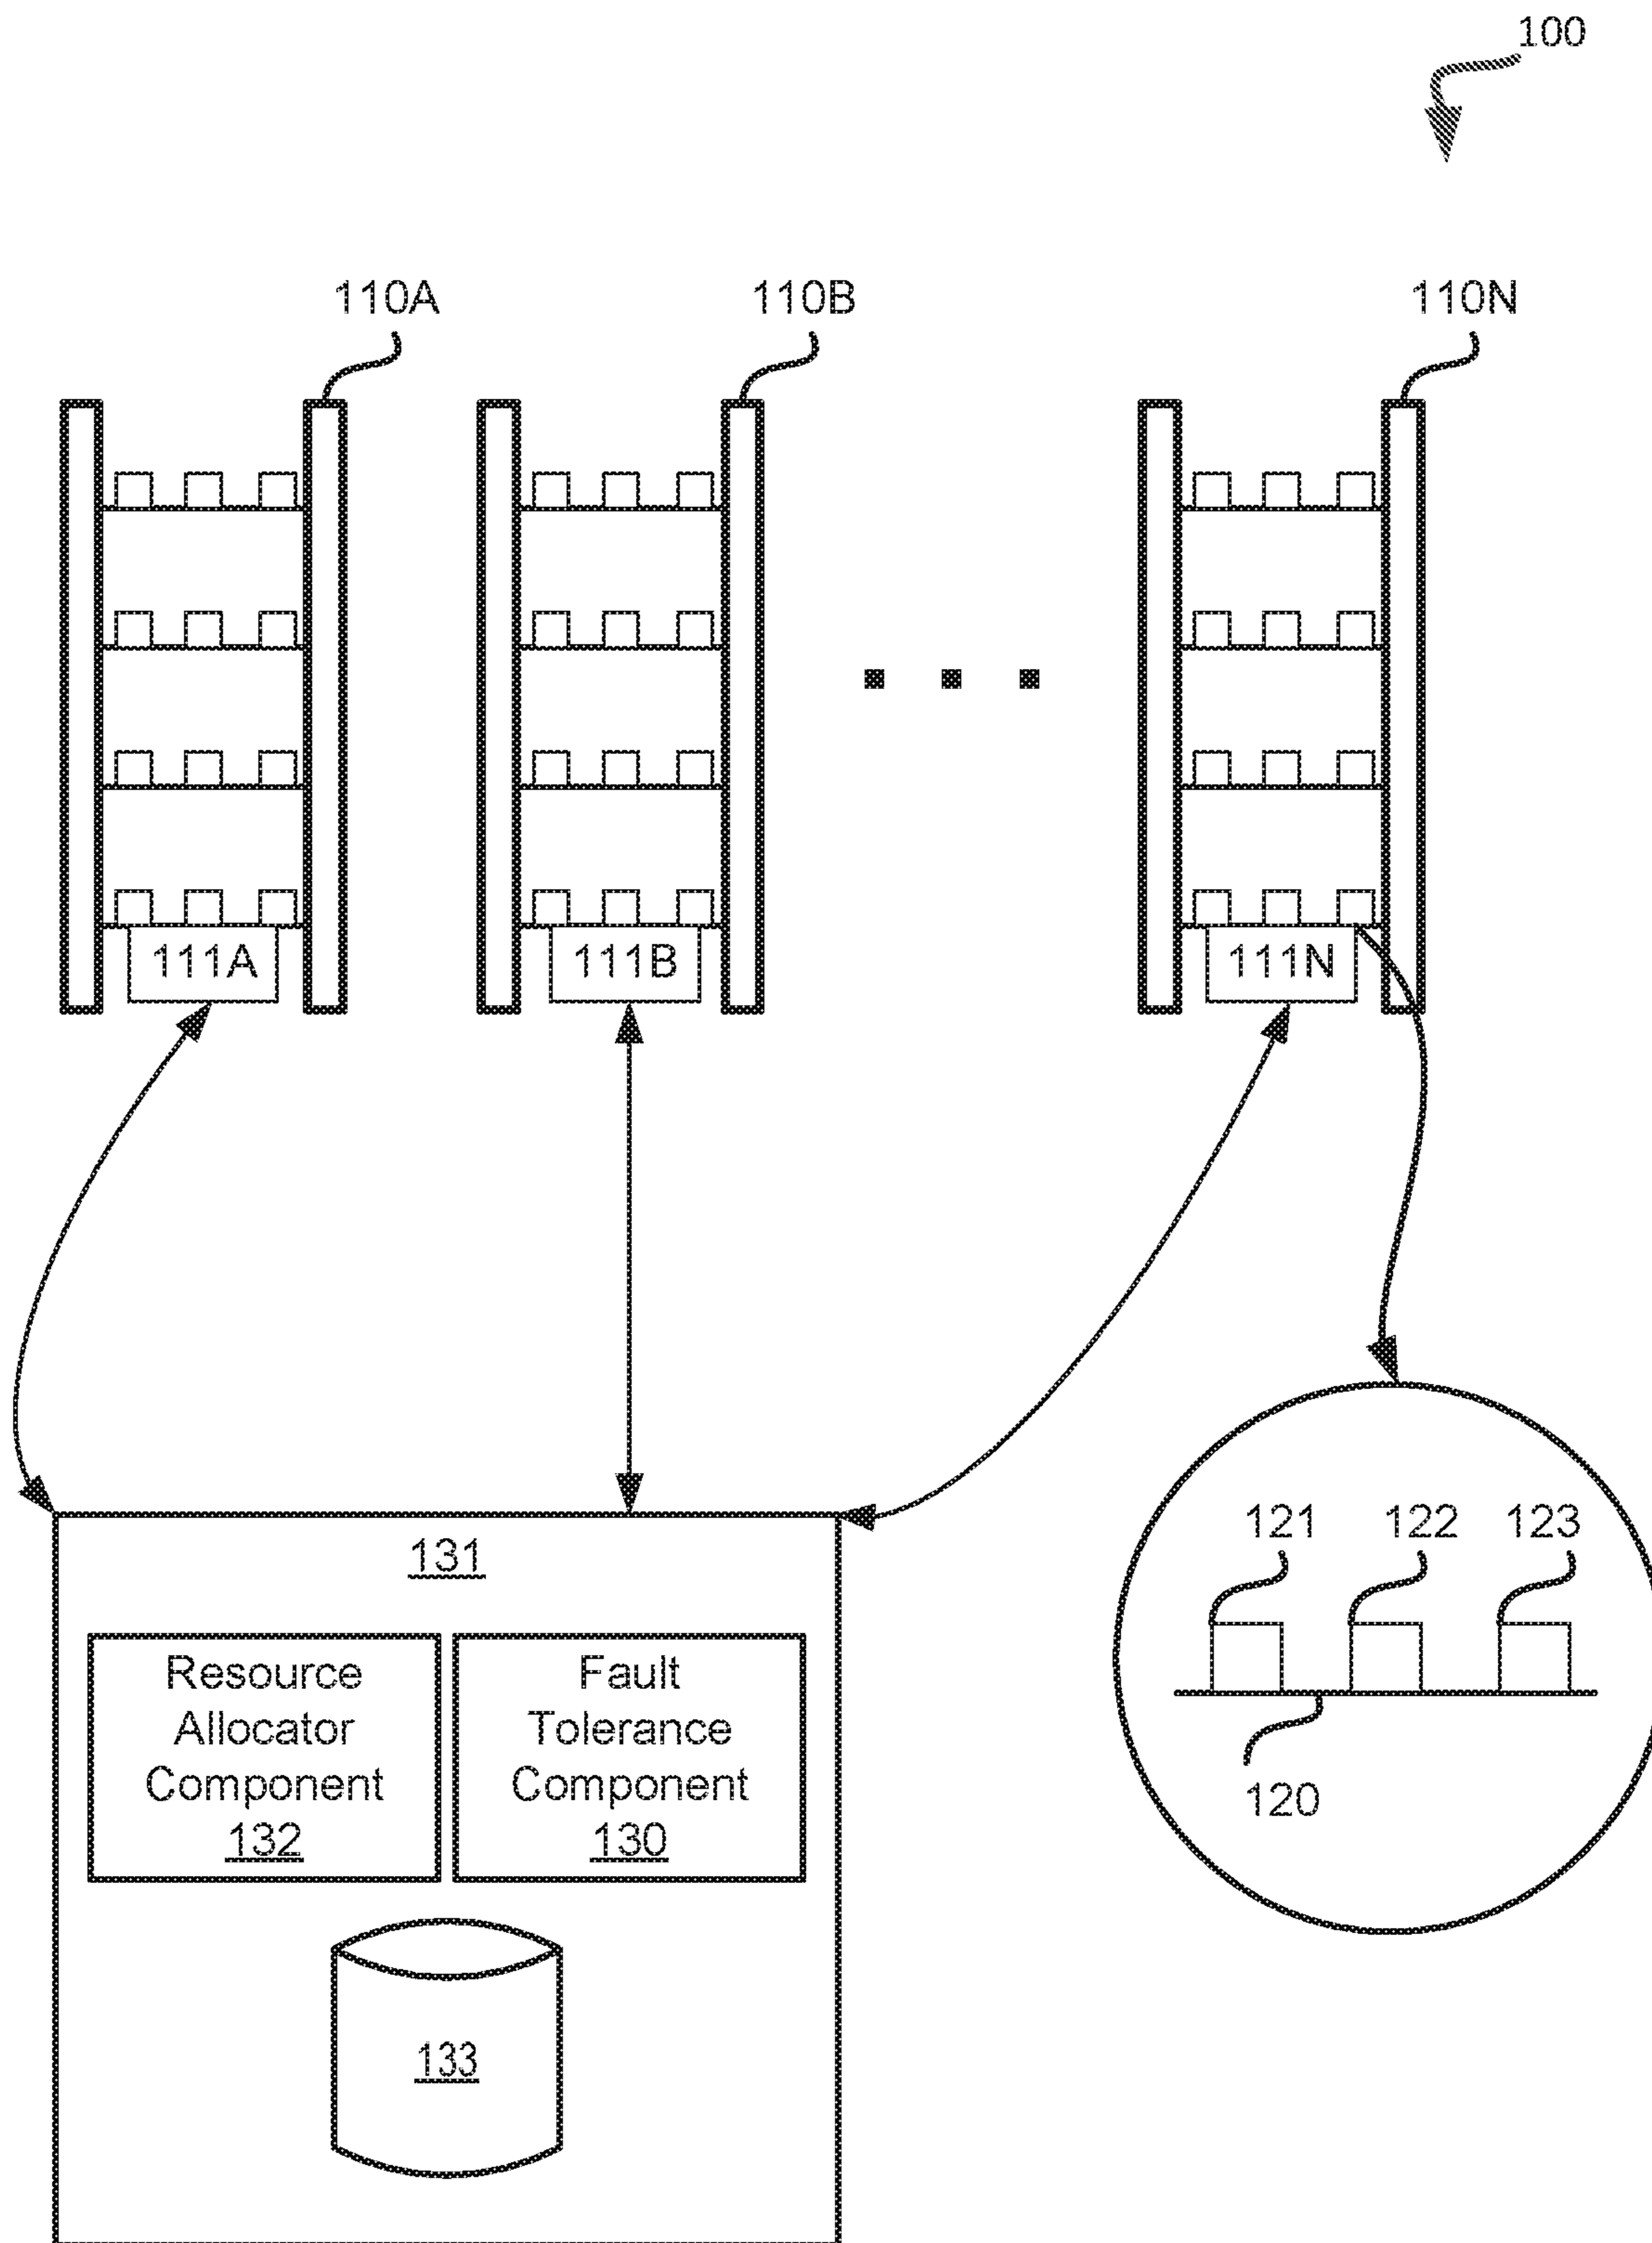 100
110A
110B
110N
111A
111B
111N
131
121
122
123
Resource
Allocator
Component
132
Fault
Tolerance
Component
130
120
133